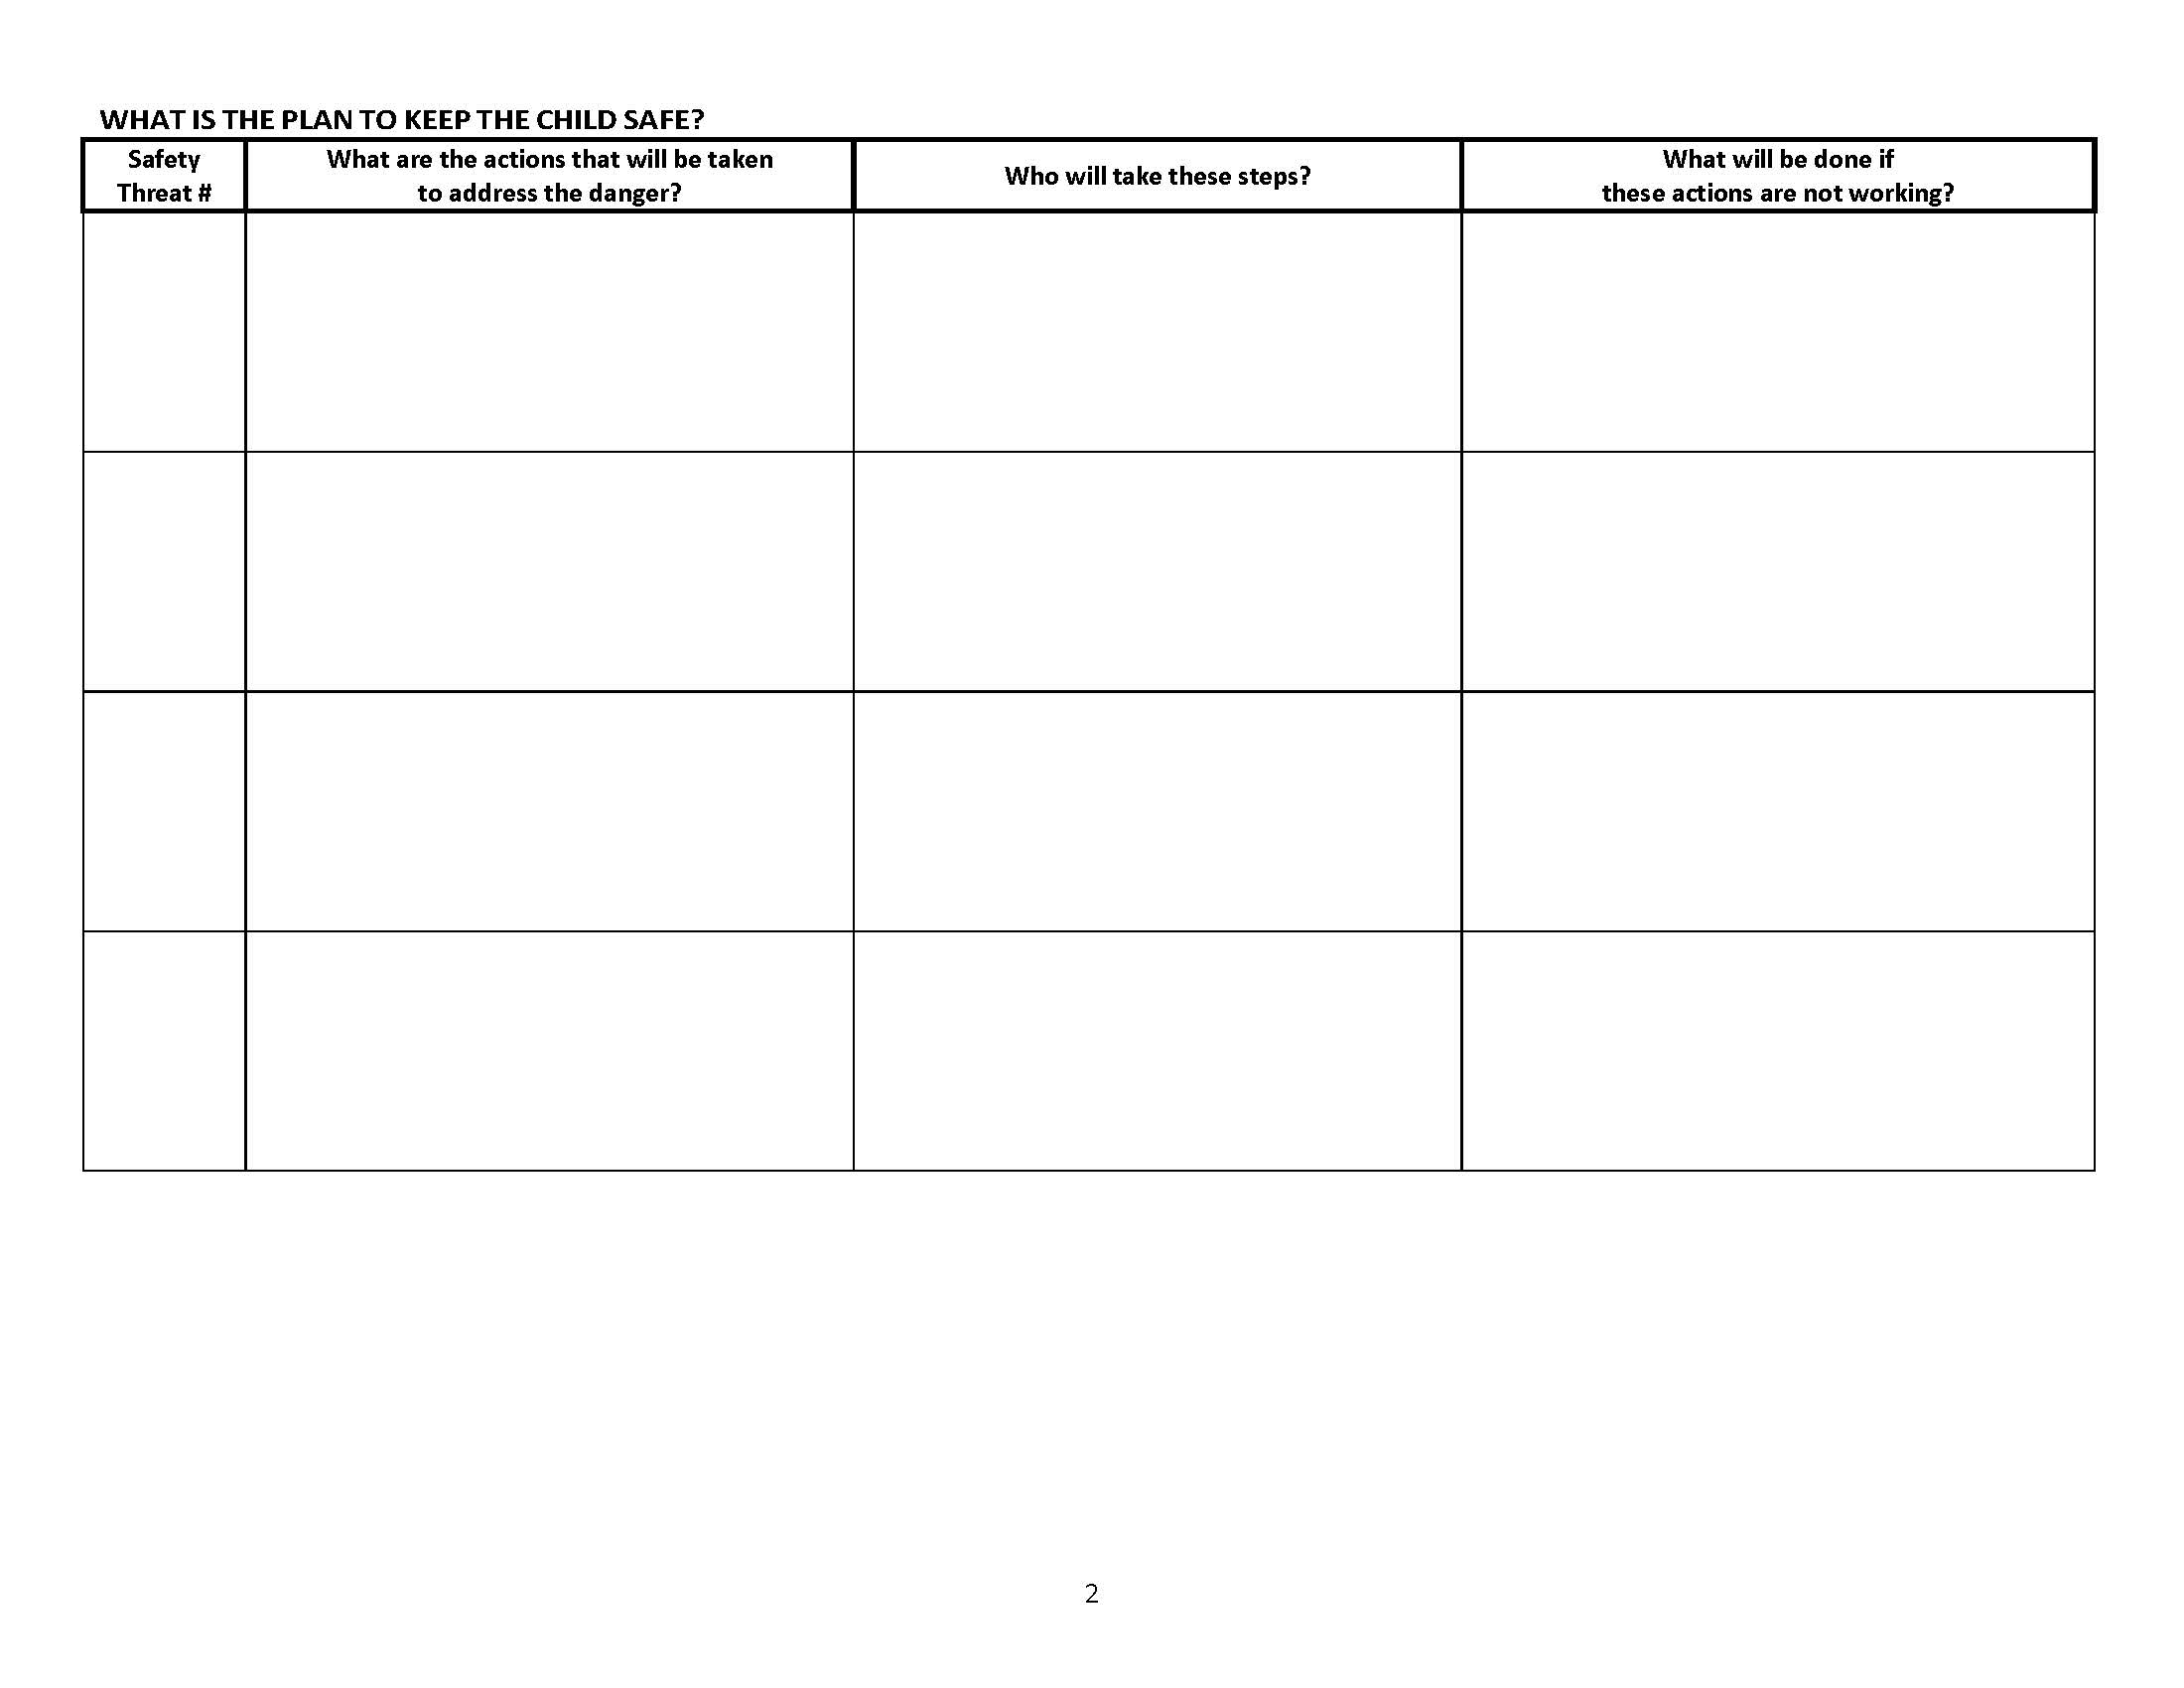 WHAT IS THE PLAN TO KEEP THE CHILD SAFE?
Safety
Threat #
What are the actions that will be taken
to address the danger?
Who will take these steps?
What will be done if
these actions are not working?
2